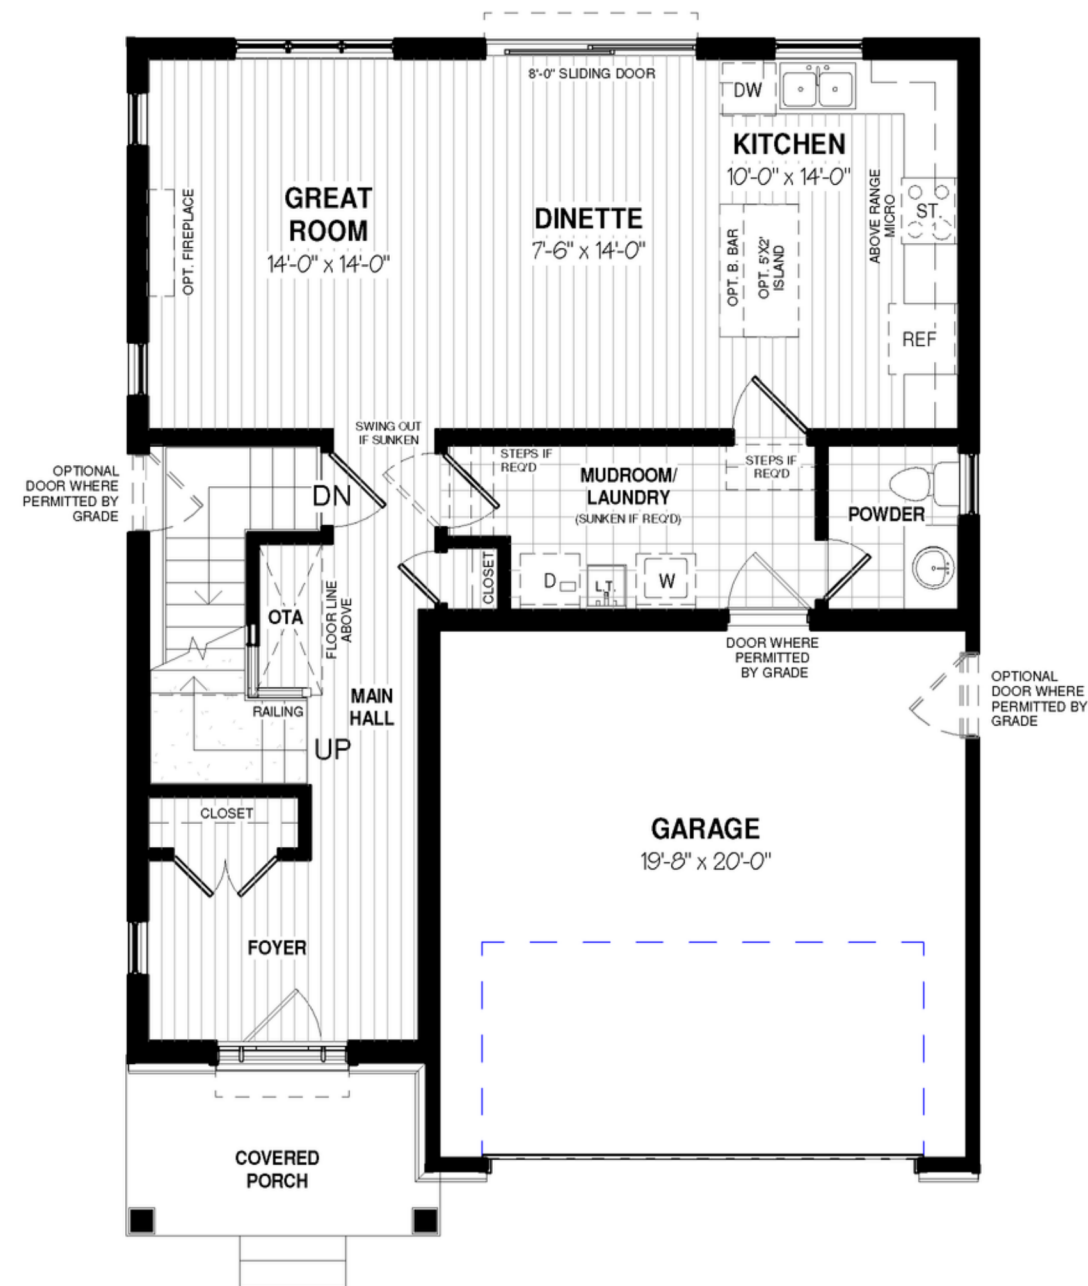 8'-0" SLIDING DOOR
DW
KITCHEN
10'-0" x 14'-0"
GREAT
ROOM
14'-0" x 14'-0"
OPT. FIREPLACE
DINETTE
7'-6" x 14'-0"
ABOVE RANGE
MICRO
ST.
OPT. B. BAR
OPT. 5'X2'
ISLAND
REF
SWING OUT
IF SUNKEN
OPTIONAL
DOOR WHERE
PERMITTED BY
GRADE
DN
STEPS IF
REQ'D
MUDROOM/
LAUNDRY
(SUNKEN IF REQ'D)
STEPS IF
REQ'D
POWDER
CLOSET
D
L.T.
W
OTA
FLOOR LINE
ABOVE
DOOR WHERE
PERMITTED
BY GRADE
OPTIONAL
DOOR WHERE
PERMITTED BY
GRADE
RAILING
MAIN
HALL
UP
CLOSET
GARAGE
19'-8" x 20'-0"
FOYER
COVERED
PORCH